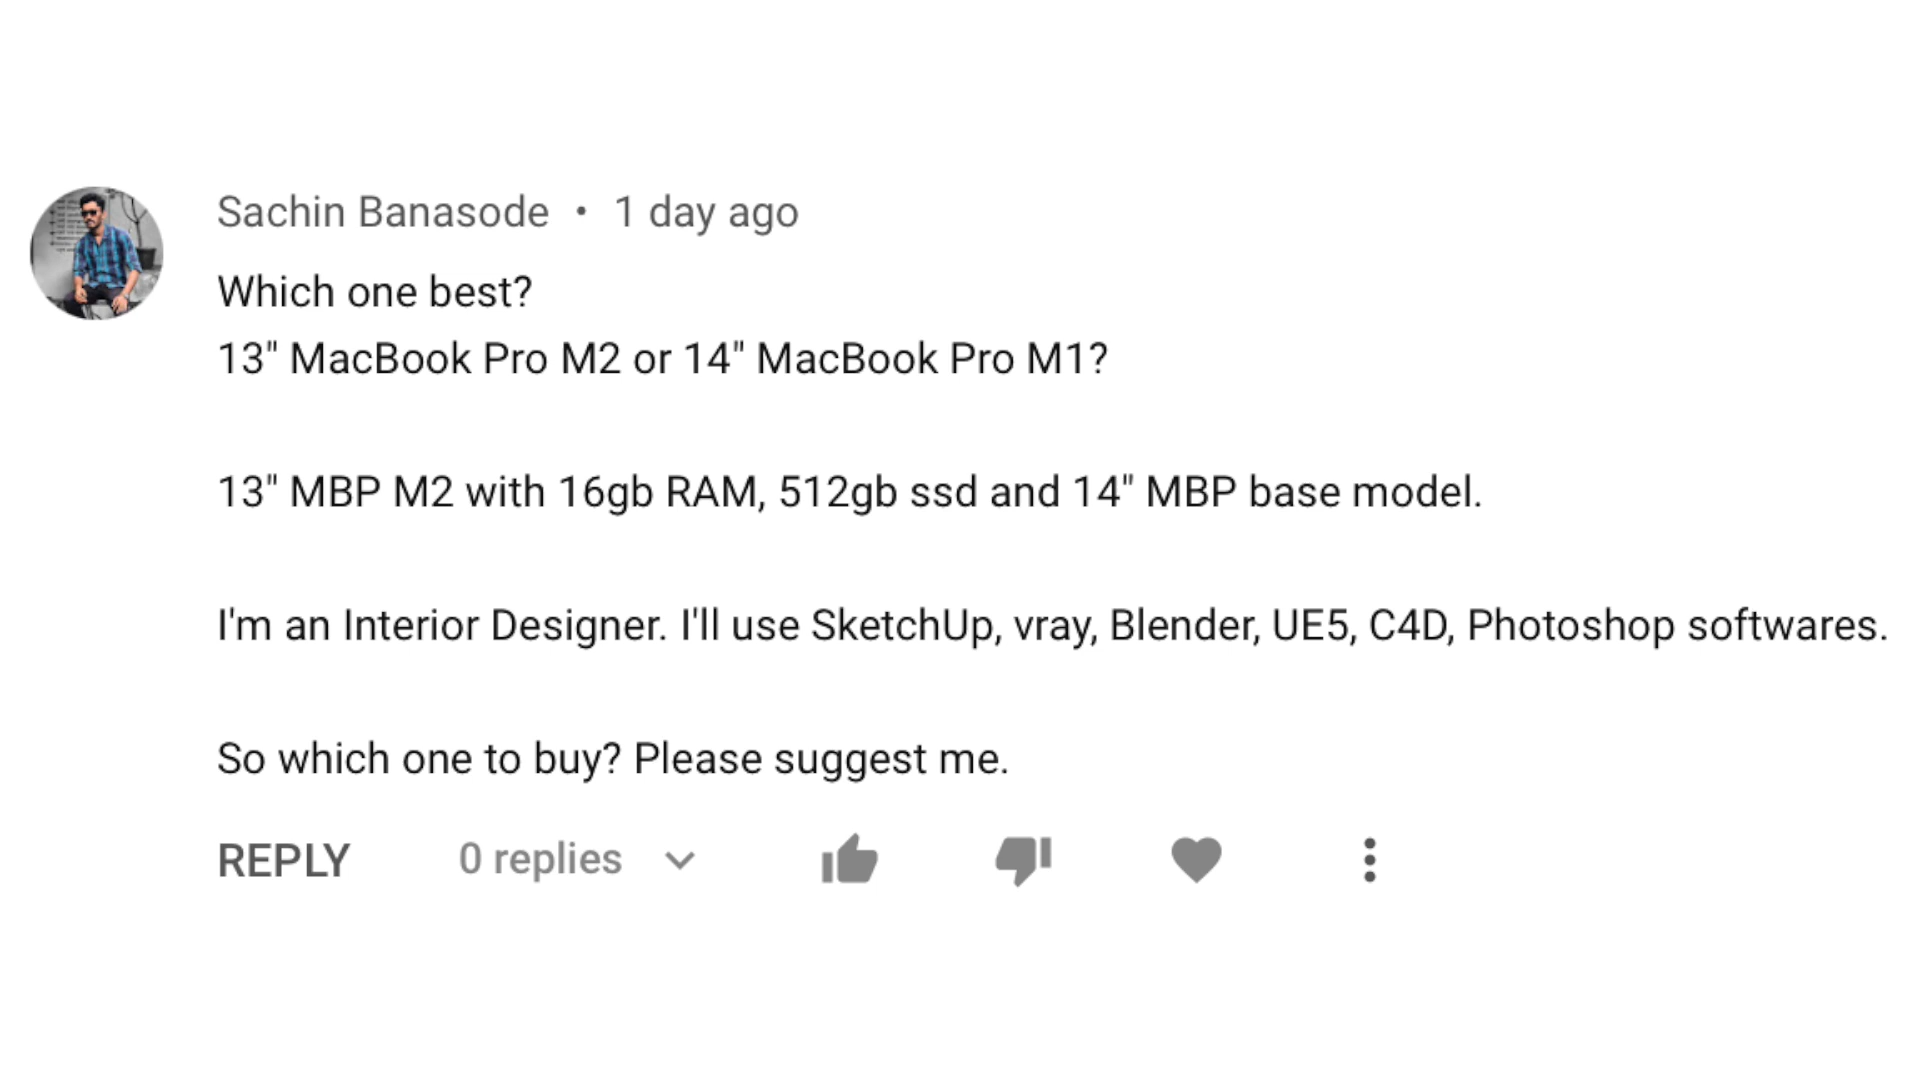 Sachin Banasode • 1 day ago
Which one best?
13" MacBook Pro M2 or 14" MacBook Pro M1?
13" MBP M2 with 16gb RAM, 512gb ssd and 14" MBP base model.
I'm an Interior Designer. I'll use SketchUp, vray, Blender, UE5, C4D, Photoshop softwares.
So which one to buy? Please suggest me.
REPLY 0 replies